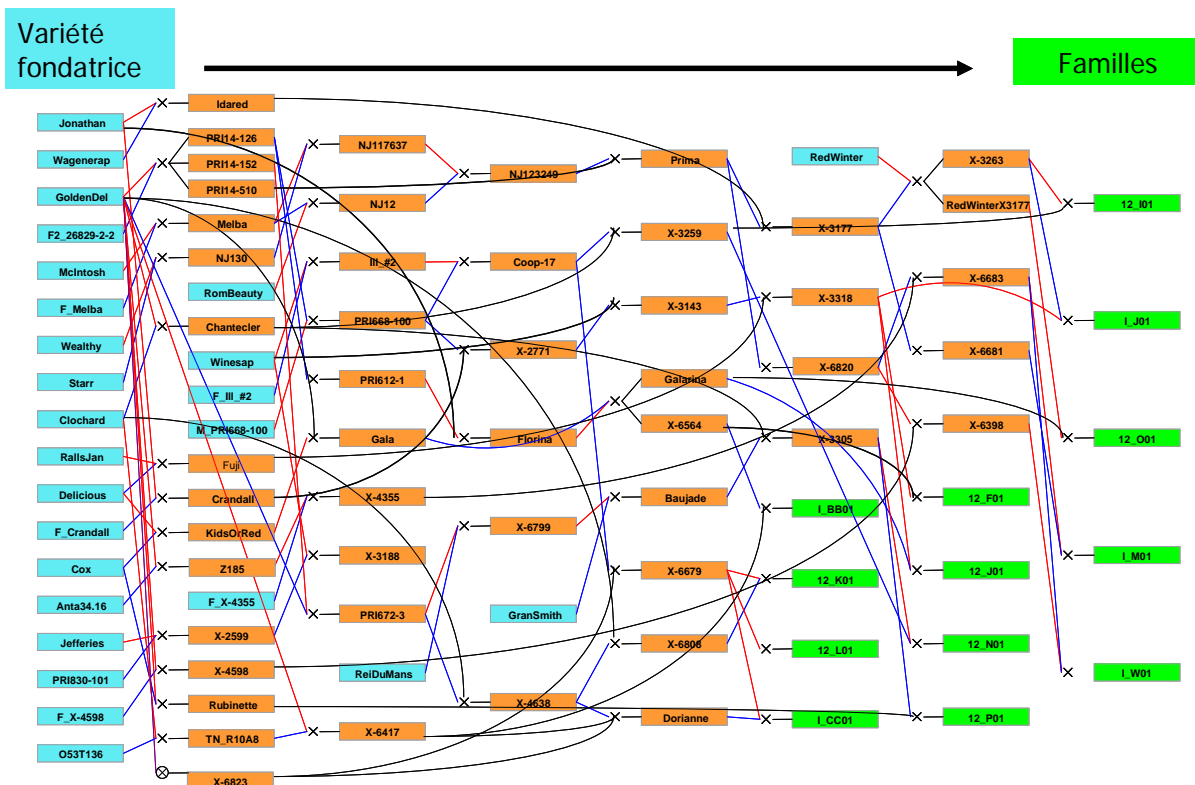 Variété
fondatrice
Familles
Jonathan
Wagenerap
GoldenDel
F2_26829-2-2
McIntosh
F_Melba
Wealthy
Starr
Clochard
RallsJan
Delicious
F_Crandall
Cox
Anta34.16
Jefferies
PRI830-101
F_X-4598
O53T136
Idared
PRI14-126
PRI14-152
PRI14-510
Melba
NJ130
RomBeauty
Chantecler
Winesap
F_III_#2
M_PRI668-100
Fuji
Crandall
KidsOrRed
Z185
F_X-4355
X-2599
X-4598
Rubinette
TN_R10A8
X-6823
NJ117637
NJ12
III_#2
PRI668-100
PRI612-1
Gala
X-4355
X-3188
PRI672-3
ReiDuMans
X-6417
NJ123249
Coop-17
X-2771
Florina
X-6799
GranSmith
X-4638
Prima
X-3259
X-3143
Galarina
X-6564
Baujade
X-6679
X-6808
Dorianne
RedWinter
X-3177
X-3318
X-6820
X-3305
I_BB01
12_K01
12_L01
I_CC01
X-3263
RedWinterX3177
X-6683
X-6681
X-6398
12_F01
12_J01
12_N01
12_P01
12_I01
I_J01
12_O01
I_M01
I_W01